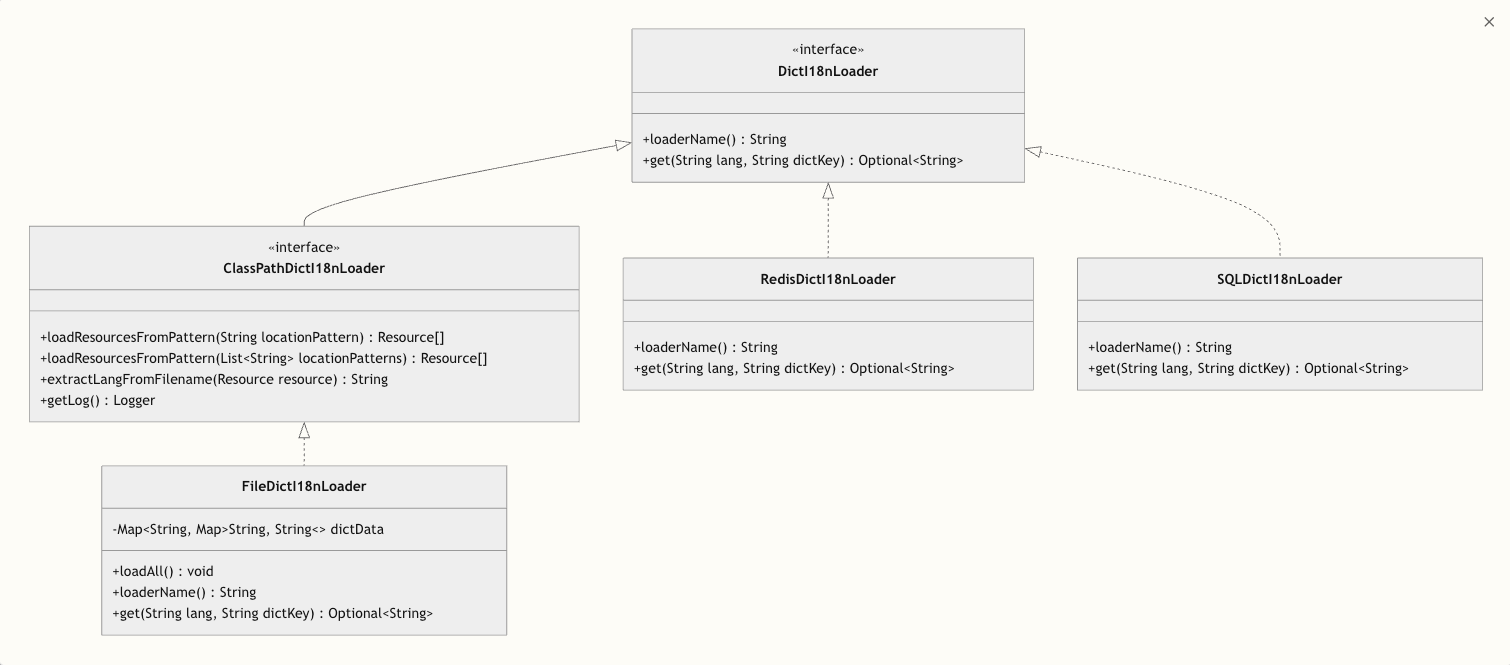 ×
«interface»
DictI18nLoader
+loaderName() : String
+get(String lang, String dictKey) : Optional<String>
«interface»
ClassPathDictI18nLoader
+loadResourcesFromPattern(String locationPattern) : Resource[]
+loadResourcesFromPattern(List<String> locationPatterns) : Resource[]
+extractLangFromFilename(Resource resource) : String
+getLog() : Logger
RedisDictI18nLoader
+loaderName() : String
+get(String lang, String dictKey) : Optional<String>
SQLDictI18nLoader
+loaderName() : String
+get(String lang, String dictKey) : Optional<String>
FileDictI18nLoader
-Map<String, Map>String, String<> dictData
+loadAll() : void
+loaderName() : String
+get(String lang, String dictKey) : Optional<String>